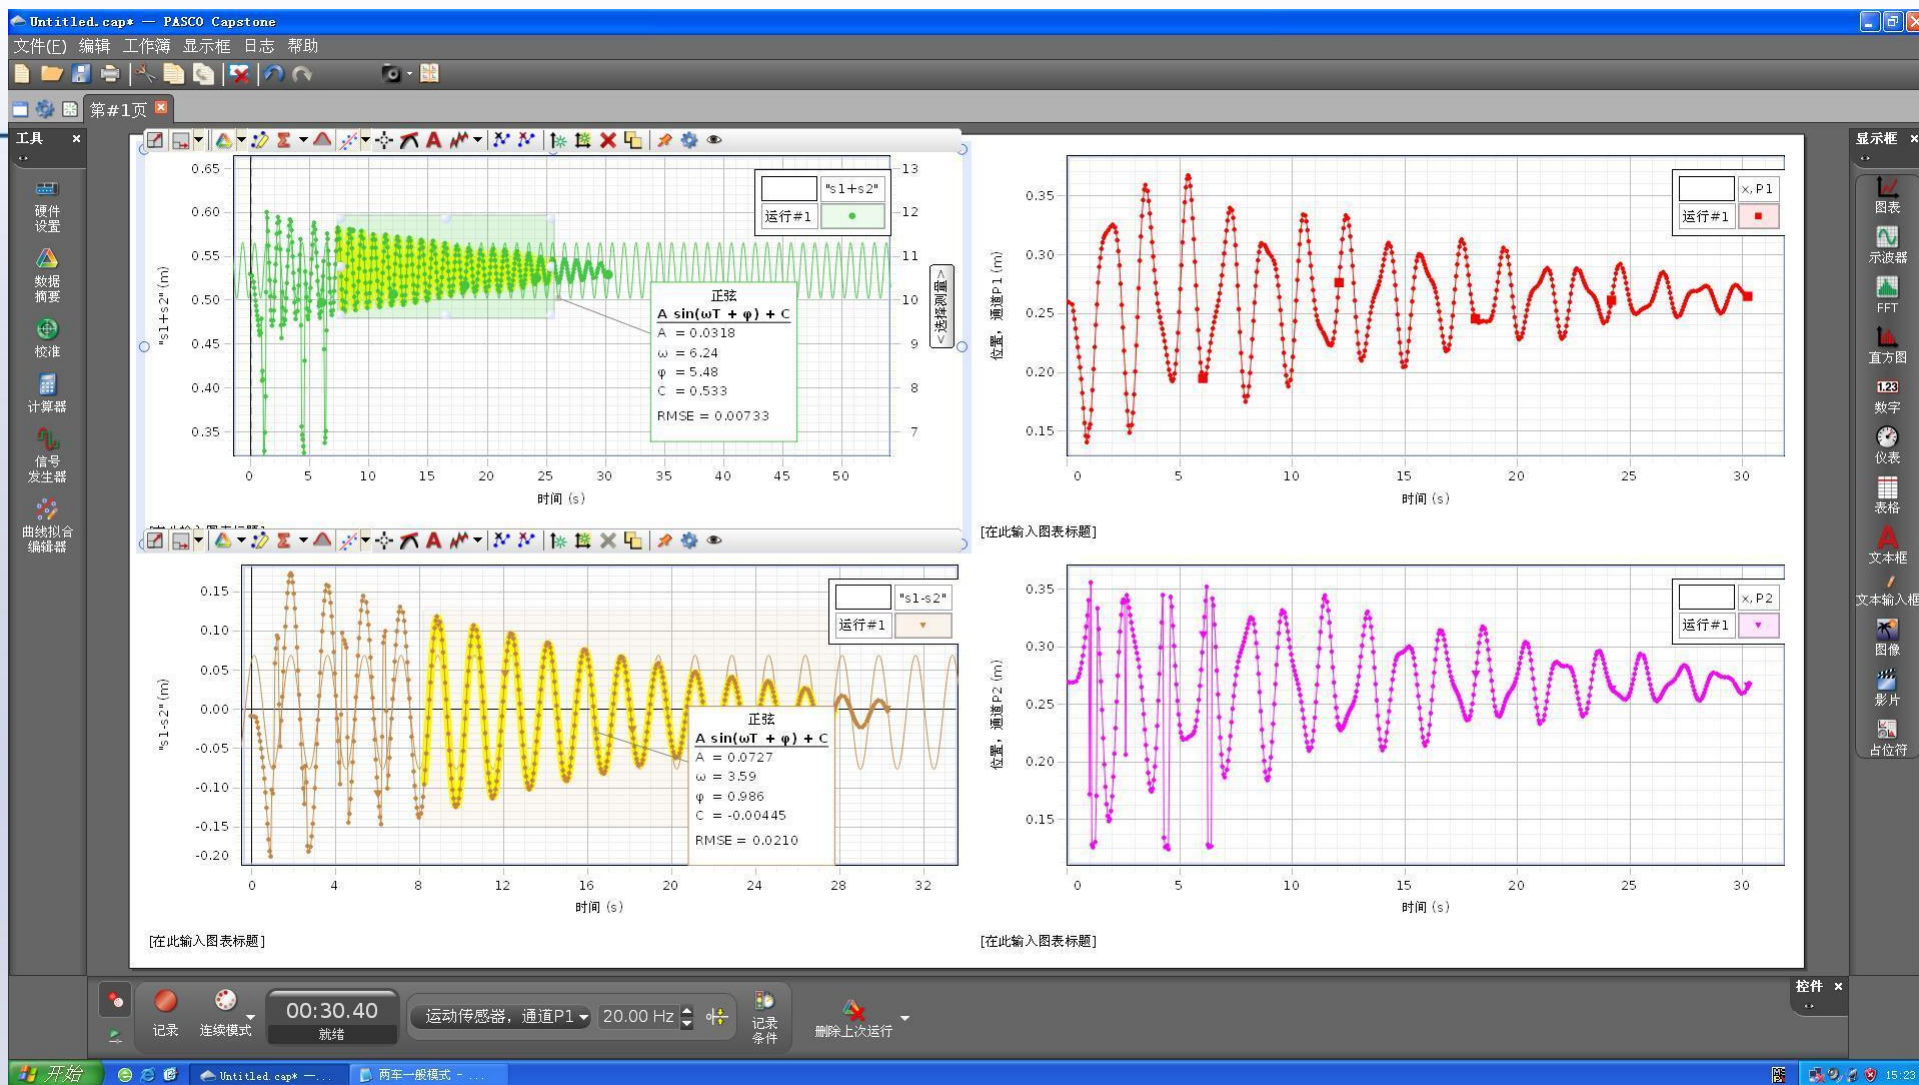 Untitled.cap* — PASCO Capstone
文件(F) 编辑 工作簿 显示框 日志 帮助
第#1页
工具
硬件
设置
数据
摘要
校准
计算器
信号
发生器
曲线拟合
编辑器
0.65
0.60
0.55
0.50
0.45
0.40
0.35
"s1+s2" (m)
13
12
11
10
9
8
7
<选择测量>
"s1+s2"
运行#1
正弦
A sin(ωT + φ) + C
A = 0.0318
ω = 6.24
φ = 5.48
C = 0.533
RMSE = 0.00733
0 5 10 15 20 25 30 35 40 45 50
时间 (s)
0.35
0.30
0.25
0.20
0.15
位置, 通道P1 (m)
x, P1
运行#1
0 5 10 15 20 25 30
时间 (s)
[在此输入图表标题]
[在此输入图表标题]
0.15
0.10
0.05
0.00
-0.05
-0.10
-0.15
-0.20
"s1-s2" (m)
"s1-s2"
运行#1
正弦
A sin(ωT + φ) + C
A = 0.0727
ω = 3.59
φ = 0.986
C = -0.00445
RMSE = 0.0210
0 4 8 12 16 20 24 28 32
时间 (s)
[在此输入图表标题]
0.35
0.30
0.25
0.20
0.15
位置, 通道P2 (m)
x, P2
运行#1
0 5 10 15 20 25 30
时间 (s)
[在此输入图表标题]
显示框
图表
示波器
FFT
直方图
1.23
数字
仪表
表格
A
文本框
文本输入框
图像
影片
占位符
控件
记录
连续模式
00:30.40
就绪
运动传感器, 通道P1
20.00 Hz
记录
条件
删除上次运行
开始
Untitled.cap* —...
两车一般模式 - ...
15:23